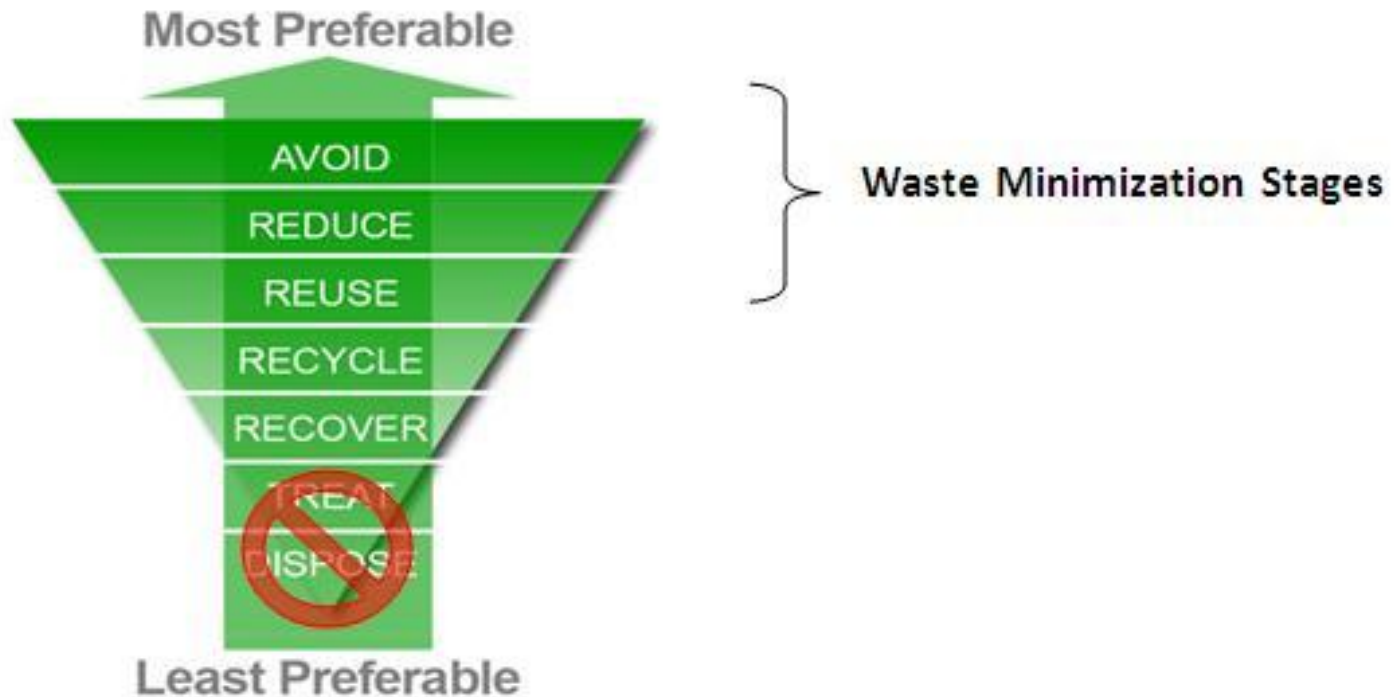 Most Preferable
AVOID
REDUCE
REUSE
RECYCLE
RECOVER
TREAT
DISPOSE
Least Preferable
Waste Minimization Stages